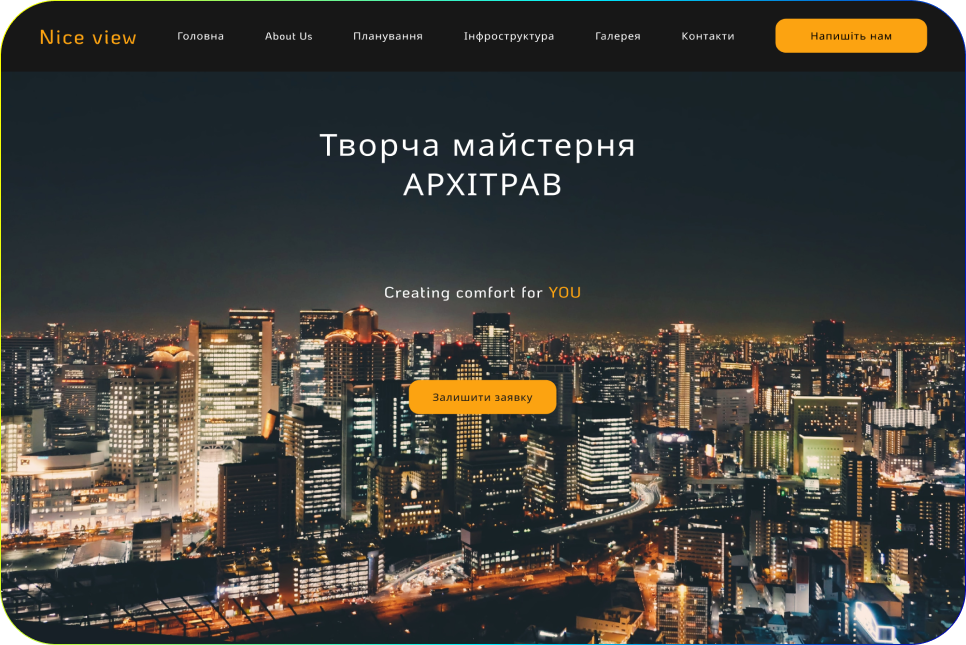 Nice view
Головна
About Us
Планування
Інфроструктура
Галерея
Контакти
Напишіть нам
Творча майстерня
АРХІТРАВ
Creating comfort for YOU
Залишити заявку